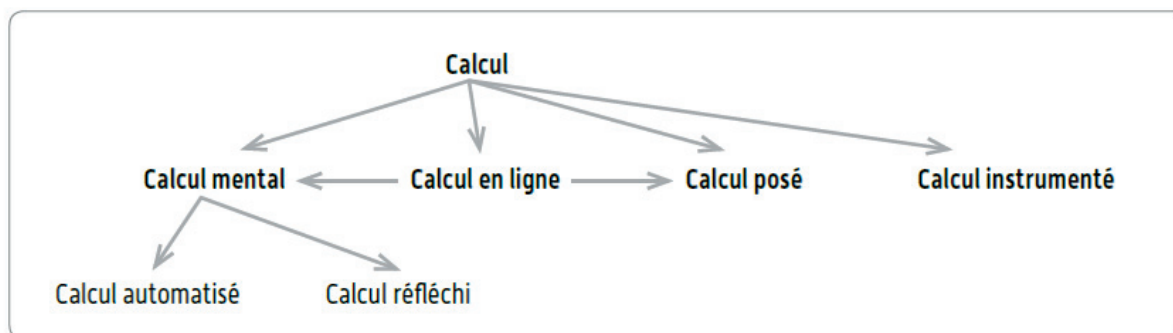 Calcul
Calcul mental Calcul en ligne Calcul posé Calcul instrumenté
Calcul automatisé Calcul réfléchi